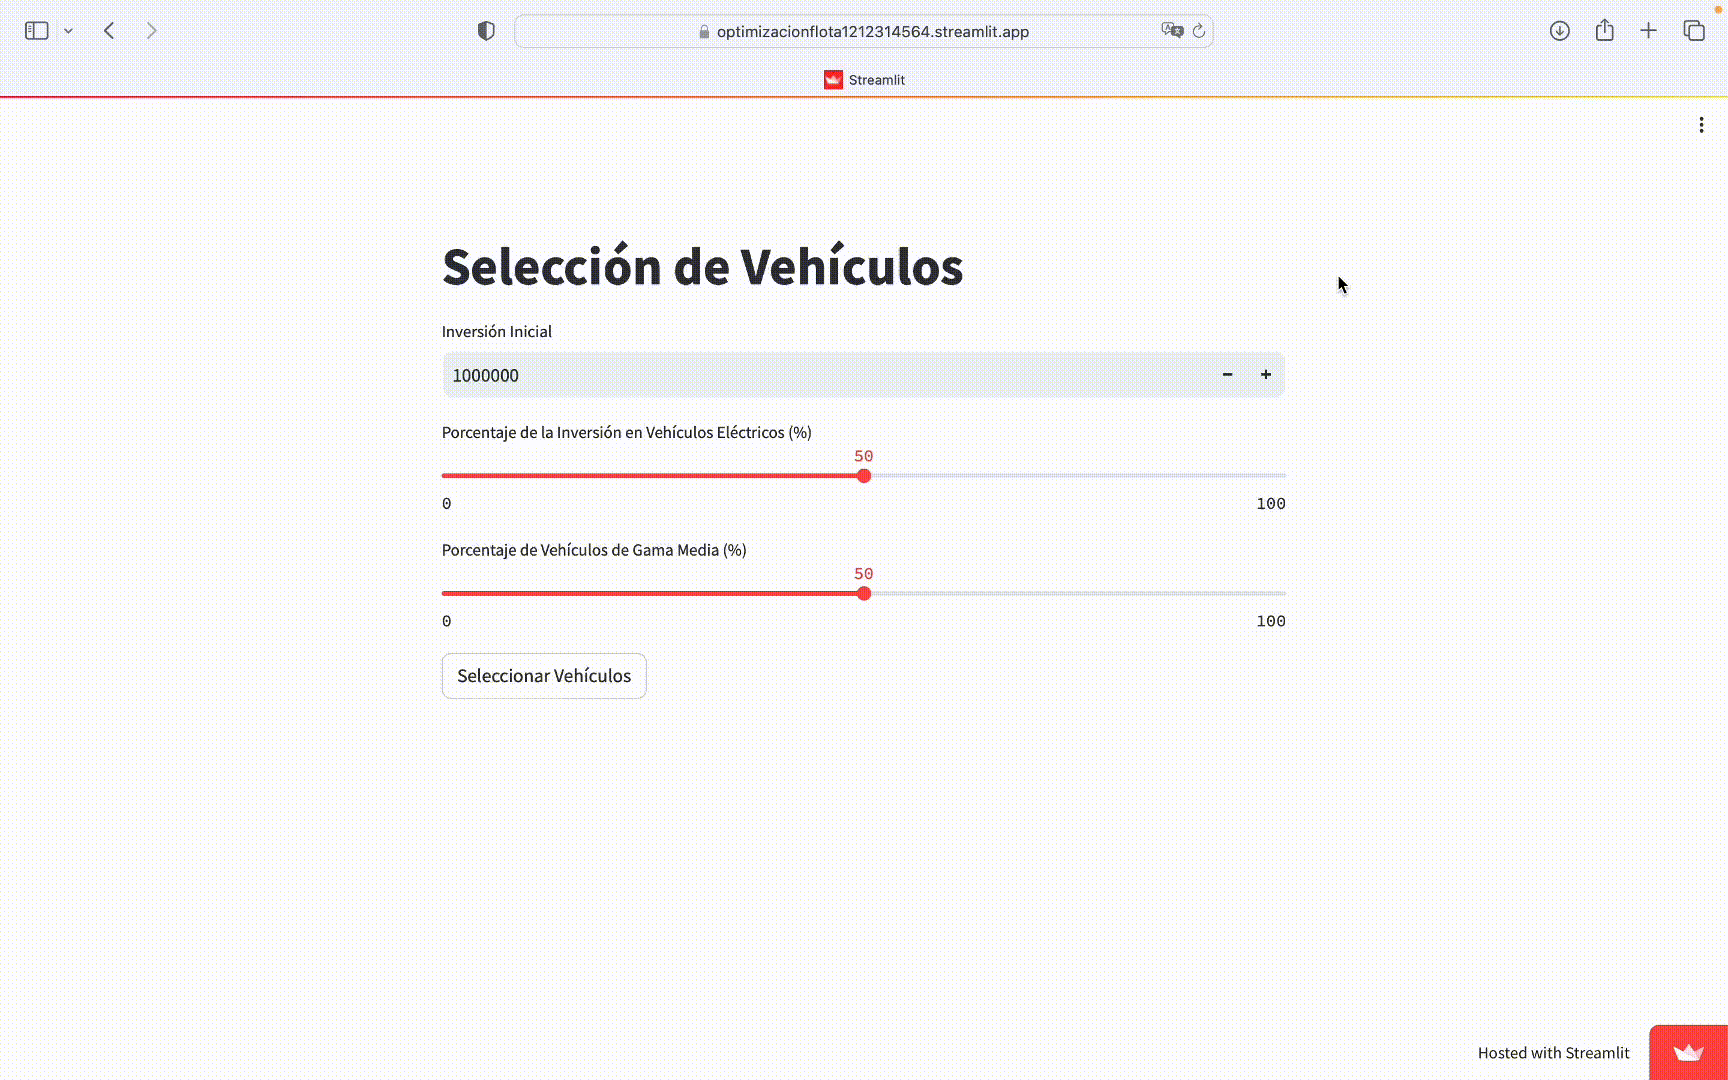 optimizacionflota1212314564.streamlit.app
Streamlit
Selección de Vehículos
Inversión Inicial
1000000
Porcentaje de la Inversión en Vehículos Eléctricos (%)
50
0 100
Porcentaje de Vehículos de Gama Media (%)
50
0 100
Seleccionar Vehículos
Hosted with Streamlit